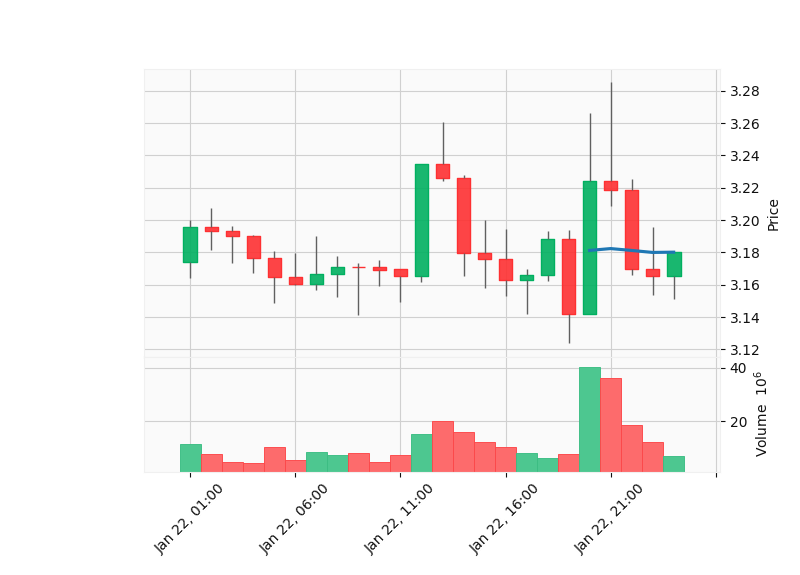 3.28
3.26
3.24
3.22
3.20
3.18
3.16
3.14
3.12
Price
40
20
Volume 10⁶
Jan 22, 01:00
Jan 22, 06:00
Jan 22, 11:00
Jan 22, 16:00
Jan 22, 21:00